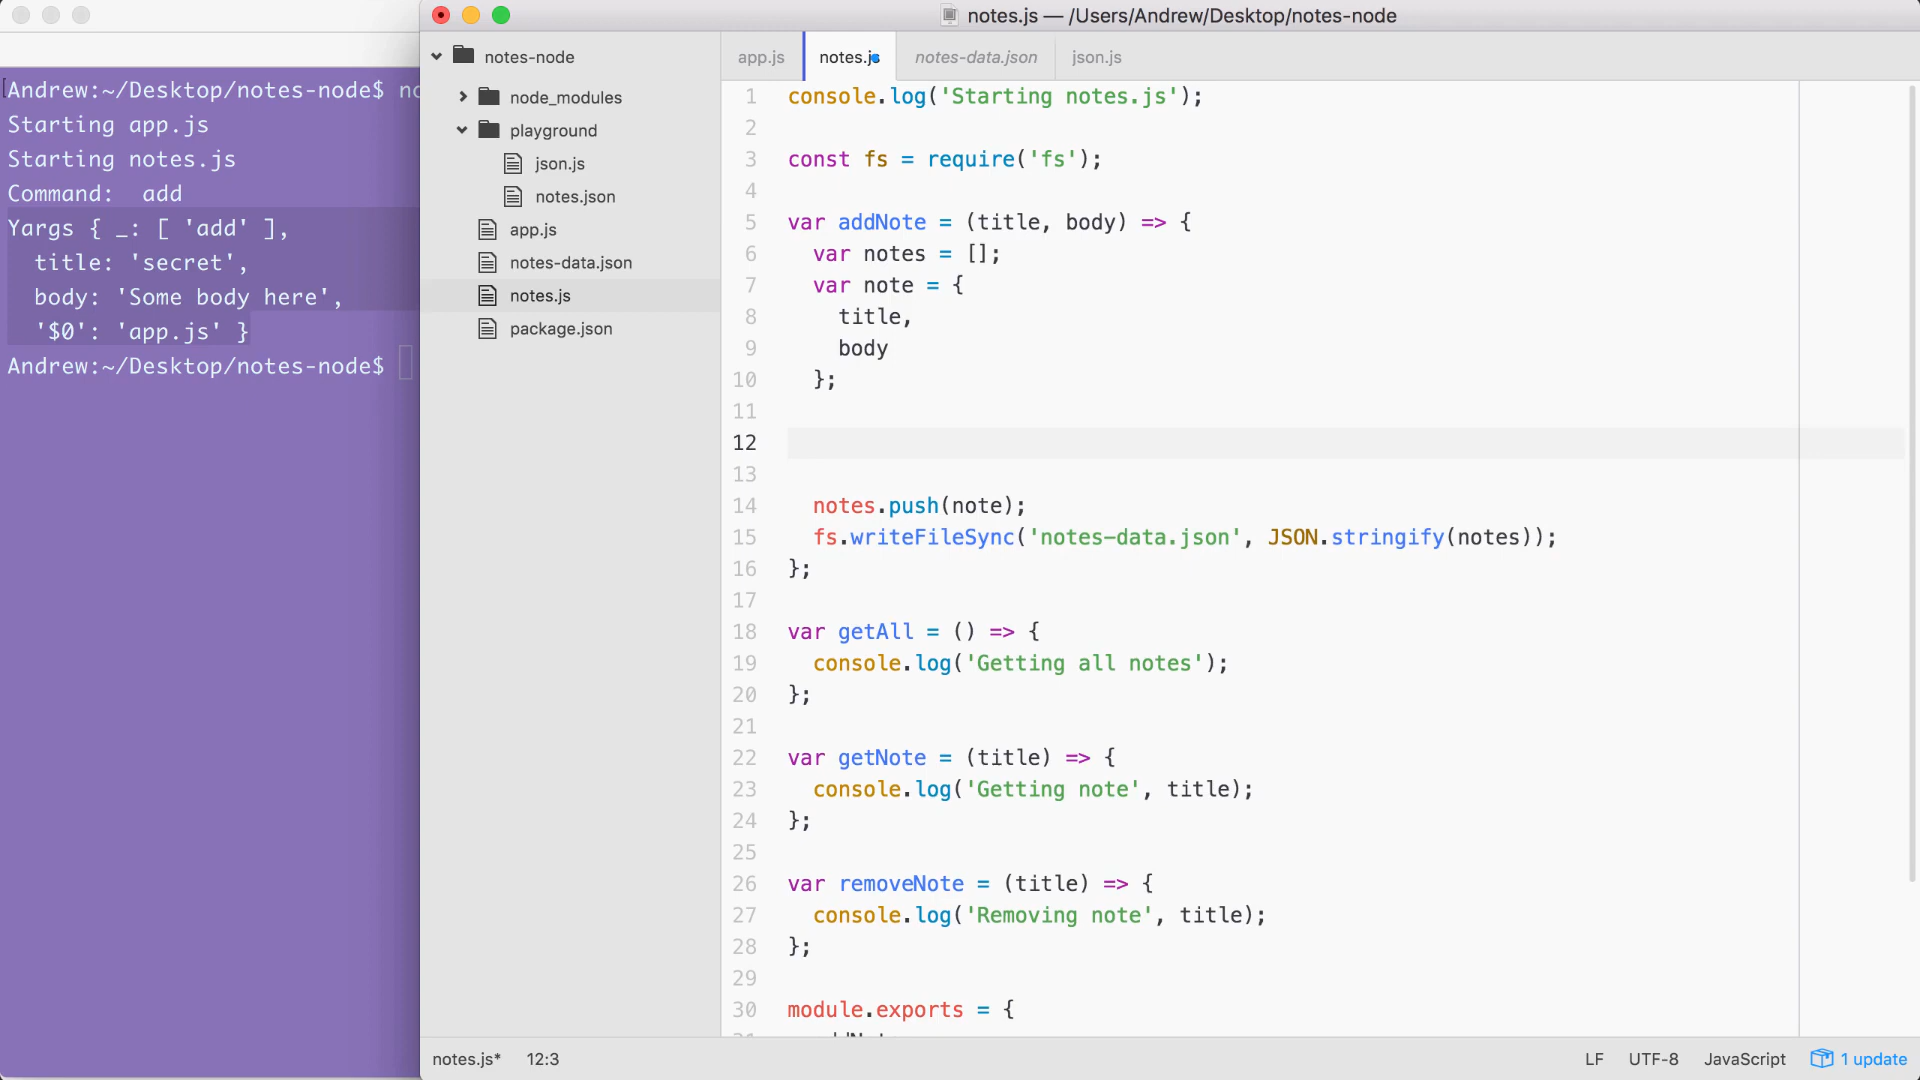 notes.js — /Users/Andrew/Desktop/notes-node
Andrew:~/Desktop/notes-node$
Starting app.js
Starting notes.js
Command:  add
Yargs { _: [ 'add' ],
  title: 'secret',
  body: 'Some body here',
  '$0': 'app.js' }
Andrew:~/Desktop/notes-node$
notes-node
node_modules
playground
json.js
notes.json
app.js
notes-data.json
notes.js
package.json
app.js
notes.js
notes-data.json
json.js
1 console.log('Starting notes.js');
2
3 const fs = require('fs');
4
5 var addNote = (title, body) => {
6   var notes = [];
7   var note = {
8     title,
9     body
10   };
11
12
13
14   notes.push(note);
15   fs.writeFileSync('notes-data.json', JSON.stringify(notes));
16 };
17
18 var getAll = () => {
19   console.log('Getting all notes');
20 };
21
22 var getNote = (title) => {
23   console.log('Getting note', title);
24 };
25
26 var removeNote = (title) => {
27   console.log('Removing note', title);
28 };
29
30 module.exports = {
notes.js* 12:3
LF UTF-8 JavaScript 1 update